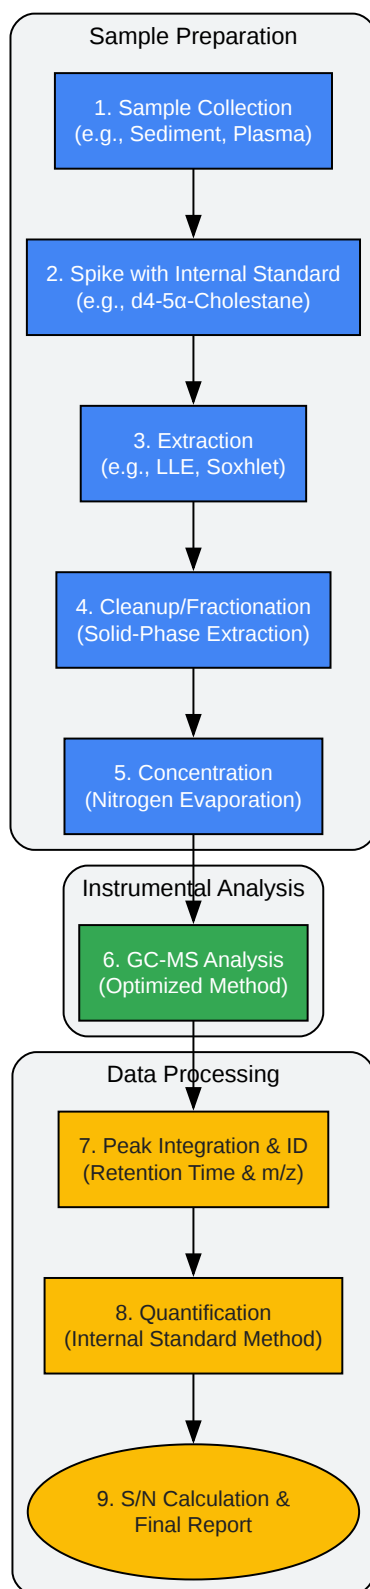 Sample Preparation
1. Sample Collection
(e.g., Sediment, Plasma)
2. Spike with Internal Standard
(e.g., d4-5α-Cholestane)
3. Extraction
(e.g., LLE, Soxhlet)
4. Cleanup/Fractionation
(Solid-Phase Extraction)
5. Concentration
(Nitrogen Evaporation)
Instrumental Analysis
6. GC-MS Analysis
(Optimized Method)
Data Processing
7. Peak Integration & ID
(Retention Time & m/z)
8. Quantification
(Internal Standard Method)
9. S/N Calculation &
Final Report